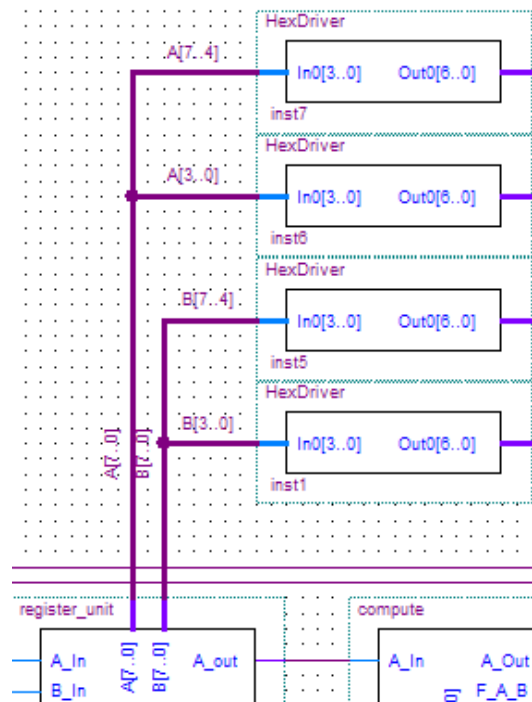 HexDriver
A[7..4]
In0[3..0] Out0[6..0]
inst7
HexDriver
A[3..0]
In0[3..0] Out0[6..0]
inst6
HexDriver
B[7..4]
In0[3..0] Out0[6..0]
inst5
HexDriver
B[3..0]
In0[3..0] Out0[6..0]
inst1
A[7..0]
B[7..0]
register_unit
A[7..0]
B[7..0]
A_In A_out
B_In
compute
A_In A_Out
F_A_B
0]